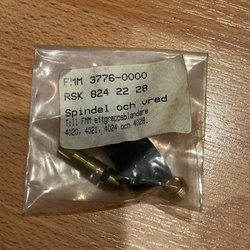 FMM 3776-0000
RSK 824 22 28
Spindel och vred
Till FMM ettgreppsblandare
4020, 4021, 4024 och 4028.